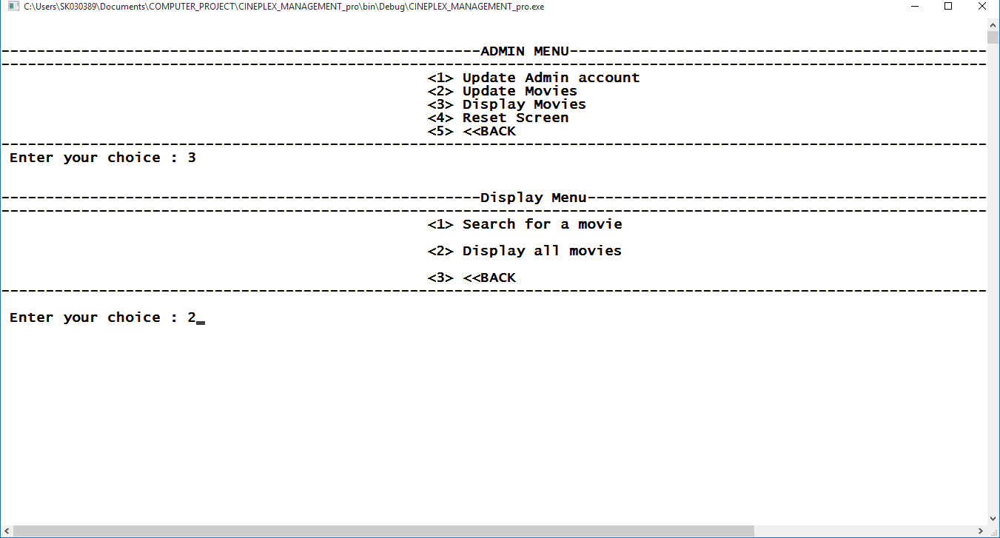 C:\Users\SK030389\Documents\COMPUTER_PROJECT\CINEPLEX_MANAGEMENT_pro\bin\Debug\CINEPLEX_MANAGEMENT_pro.exe
ADMIN MENU
<1> Update Admin account
<2> Update Movies
<3> Display Movies
<4> Reset Screen
<5> <<BACK
Enter your choice : 3
Display Menu
<1> Search for a movie
<2> Display all movies
<3> <<BACK
Enter your choice : 2_